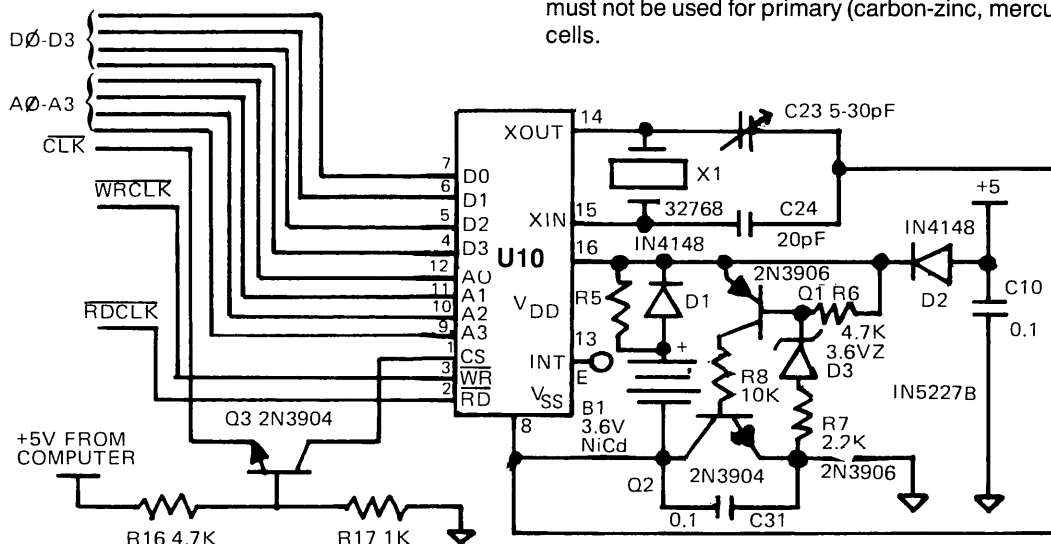 must not be used for primary (carbon-zinc, mercu
cells.
DØ-D3
AØ-A3
CLK
WRCLK
RDCLK
7
6
5
4
12
11
10
9
1
3
2
D0
D1
D2
D3
A0
A1
A2
A3
CS
WR
RD
U10
XOUT
XIN
VDD
INT
E
VSS
14
15
16
13
8
C23 5-30pF
X1
32768
C24
20pF
IN4148
D1
R5
+
B1
3.6V
NiCd
2N3906
Q1 R6
4.7K
3.6VZ
D3
R8
10K
R7
2.2K
2N3906
2N3904
Q2
0.1 C31
+5
IN4148
D2
C10
0.1
IN5227B
Q3 2N3904
+5V FROM
COMPUTER
R16 4.7K
R17 1K